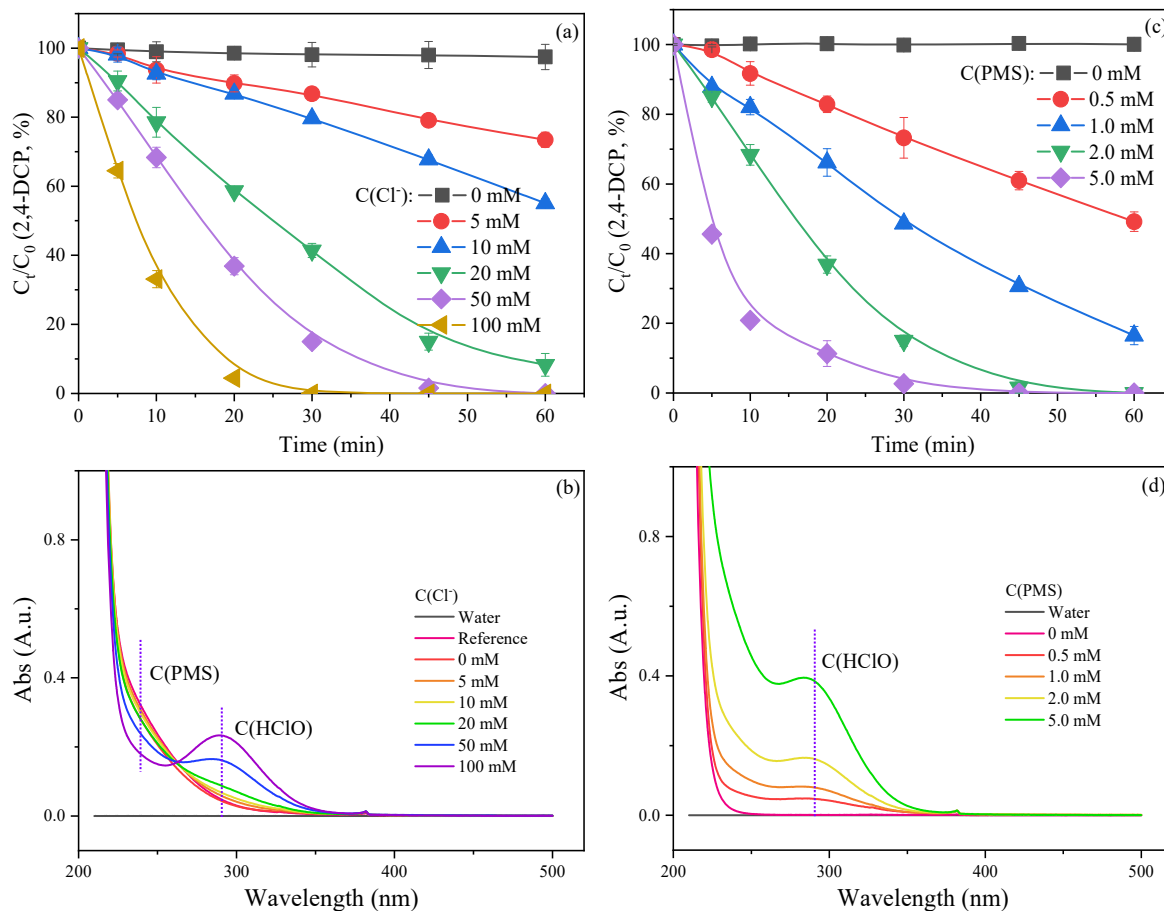 (a)
100
80
60
40
20
0
C_t/C_0 (2,4-DCP, %)
C(Cl⁻):
0 mM
5 mM
10 mM
20 mM
50 mM
100 mM
0 10 20 30 40 50 60
Time (min)
(c)
100
80
60
40
20
0
C_t/C_0 (2,4-DCP, %)
C(PMS):
0 mM
0.5 mM
1.0 mM
2.0 mM
5.0 mM
0 10 20 30 40 50 60
Time (min)
(b)
0.8
0.4
0.0
Abs (A.u.)
C(PMS)
C(HClO)
C(Cl⁻)
Water
Reference
0 mM
5 mM
10 mM
20 mM
50 mM
100 mM
200 300 400 500
Wavelength (nm)
(d)
0.8
0.4
0.0
Abs (A.u.)
C(HClO)
C(PMS)
Water
0 mM
0.5 mM
1.0 mM
2.0 mM
5.0 mM
200 300 400 500
Wavelength (nm)